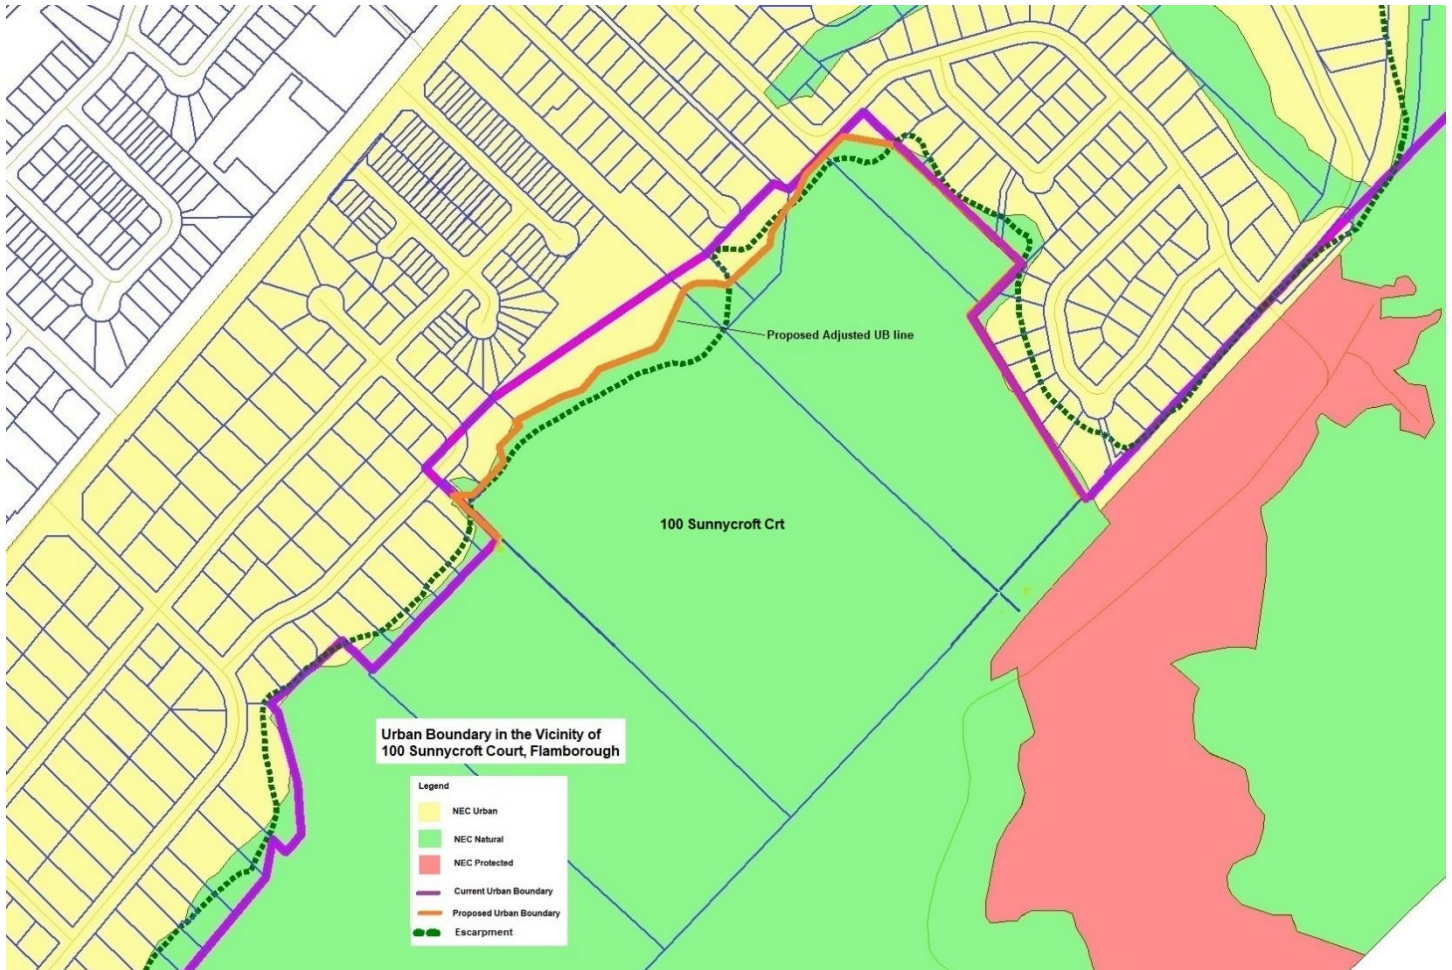 Proposed Adjusted UB line
100 Sunnycroft Crt
Urban Boundary in the Vicinity of
100 Sunnycroft Court, Flamborough
Legend
NEC Urban
NEC Natural
NEC Protected
Current Urban Boundary
Proposed Urban Boundary
Escarpment